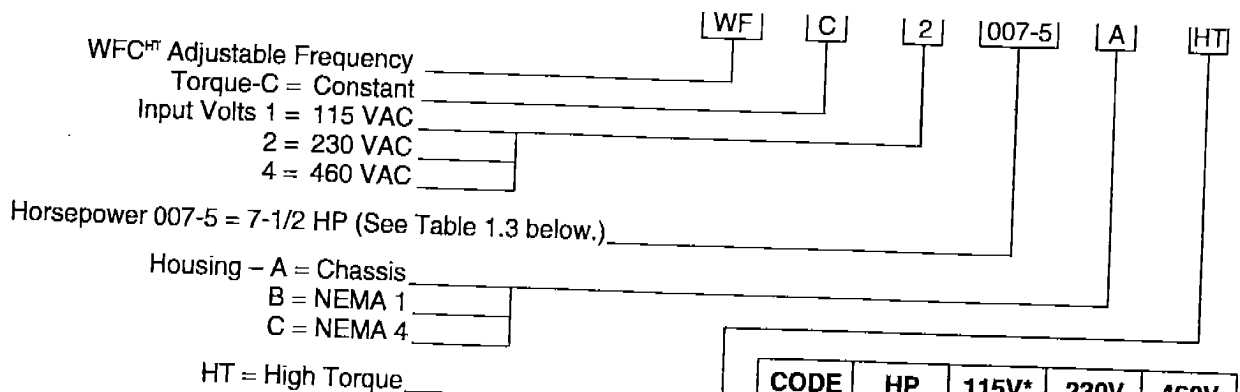 WF C 2 007-5 A HT
WFCᴴᵀ Adjustable Frequency
Torque-C = Constant
Input Volts 1 = 115 VAC
2 = 230 VAC
4 = 460 VAC
Horsepower 007-5 = 7-1/2 HP (See Table 1.3 below.)
Housing – A = Chassis
B = NEMA 1
C = NEMA 4
HT = High Torque
CODE HP 115V* 230V 460V